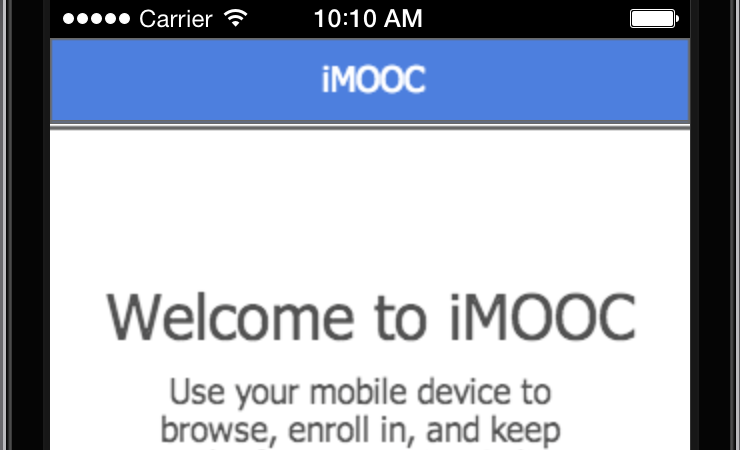 Carrier 10:10 AM
iMOOC
Welcome to iMOOC
Use your mobile device to
browse, enroll in, and keep